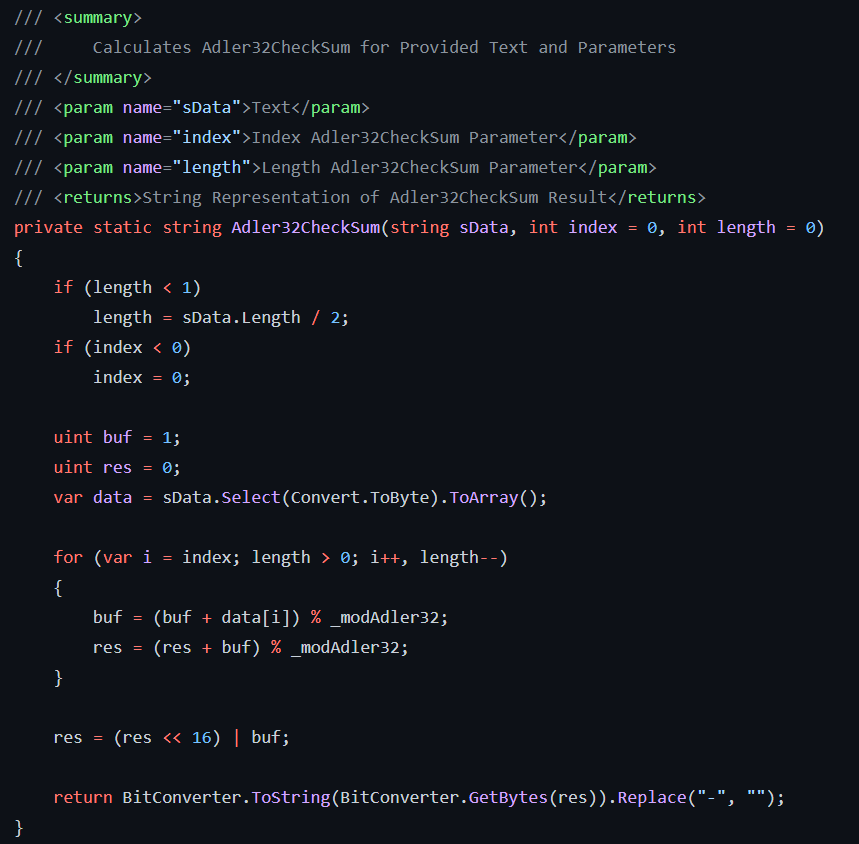 /// <summary>
///     Calculates Adler32CheckSum for Provided Text and Parameters
/// </summary>
/// <param name="sData">Text</param>
/// <param name="index">Index Adler32CheckSum Parameter</param>
/// <param name="length">Length Adler32CheckSum Parameter</param>
/// <returns>String Representation of Adler32CheckSum Result</returns>
private static string Adler32CheckSum(string sData, int index = 0, int length = 0)
{
    if (length < 1)
        length = sData.Length / 2;
    if (index < 0)
        index = 0;

    uint buf = 1;
    uint res = 0;
    var data = sData.Select(Convert.ToByte).ToArray();

    for (var i = index; length > 0; i++, length--)
    {
        buf = (buf + data[i]) % _modAdler32;
        res = (res + buf) % _modAdler32;
    }

    res = (res << 16) | buf;

    return BitConverter.ToString(BitConverter.GetBytes(res)).Replace("-", "");
}